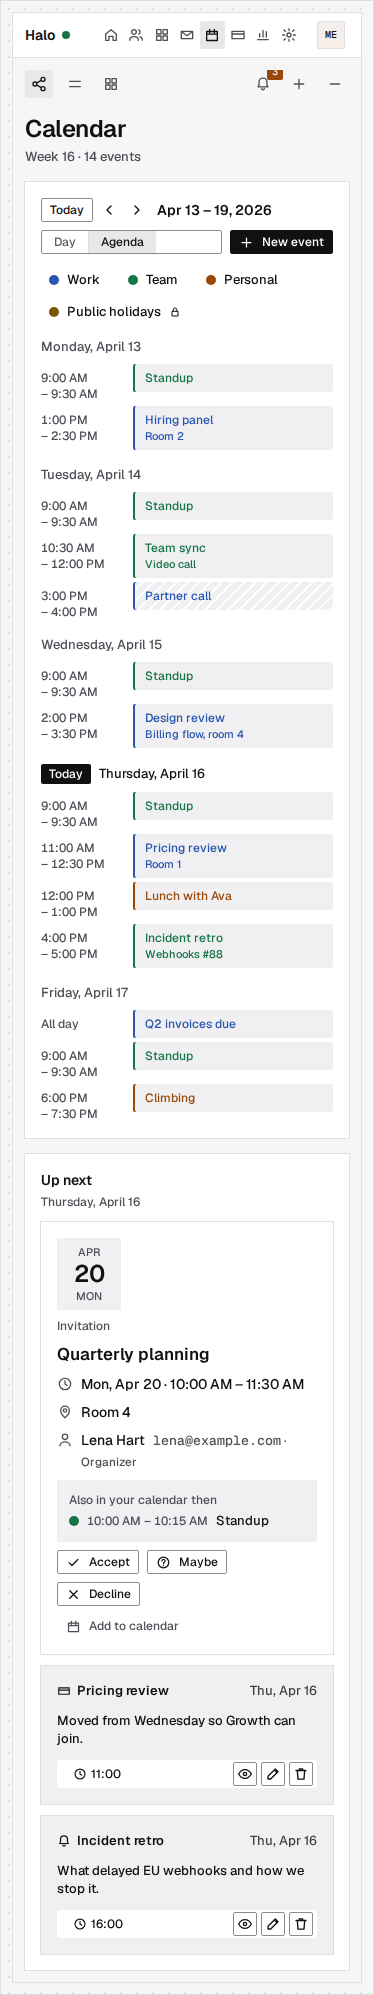 Halo
ME
3
Calendar
Week 16 · 14 events
Today
Apr 13 – 19, 2026
Day
Agenda
New event
Work
Team
Personal
Public holidays
Monday, April 13
9:00 AM
– 9:30 AM
Standup
1:00 PM
– 2:30 PM
Hiring panel
Room 2
Tuesday, April 14
9:00 AM
– 9:30 AM
Standup
10:30 AM
– 12:00 PM
Team sync
Video call
3:00 PM
– 4:00 PM
Partner call
Wednesday, April 15
9:00 AM
– 9:30 AM
Standup
2:00 PM
– 3:30 PM
Design review
Billing flow, room 4
Today
Thursday, April 16
9:00 AM
– 9:30 AM
Standup
11:00 AM
– 12:30 PM
Pricing review
Room 1
12:00 PM
– 1:00 PM
Lunch with Ava
4:00 PM
– 5:00 PM
Incident retro
Webhooks #88
Friday, April 17
All day
Q2 invoices due
9:00 AM
– 9:30 AM
Standup
6:00 PM
– 7:30 PM
Climbing
Up next
Thursday, April 16
APR
20
MON
Invitation
Quarterly planning
Mon, Apr 20 · 10:00 AM – 11:30 AM
Room 4
Lena Hart lena@example.com ·
Organizer
Also in your calendar then
10:00 AM – 10:15 AM Standup
Accept
Maybe
Decline
Add to calendar
Pricing review
Thu, Apr 16
Moved from Wednesday so Growth can
join.
11:00
Incident retro
Thu, Apr 16
What delayed EU webhooks and how we
stop it.
16:00